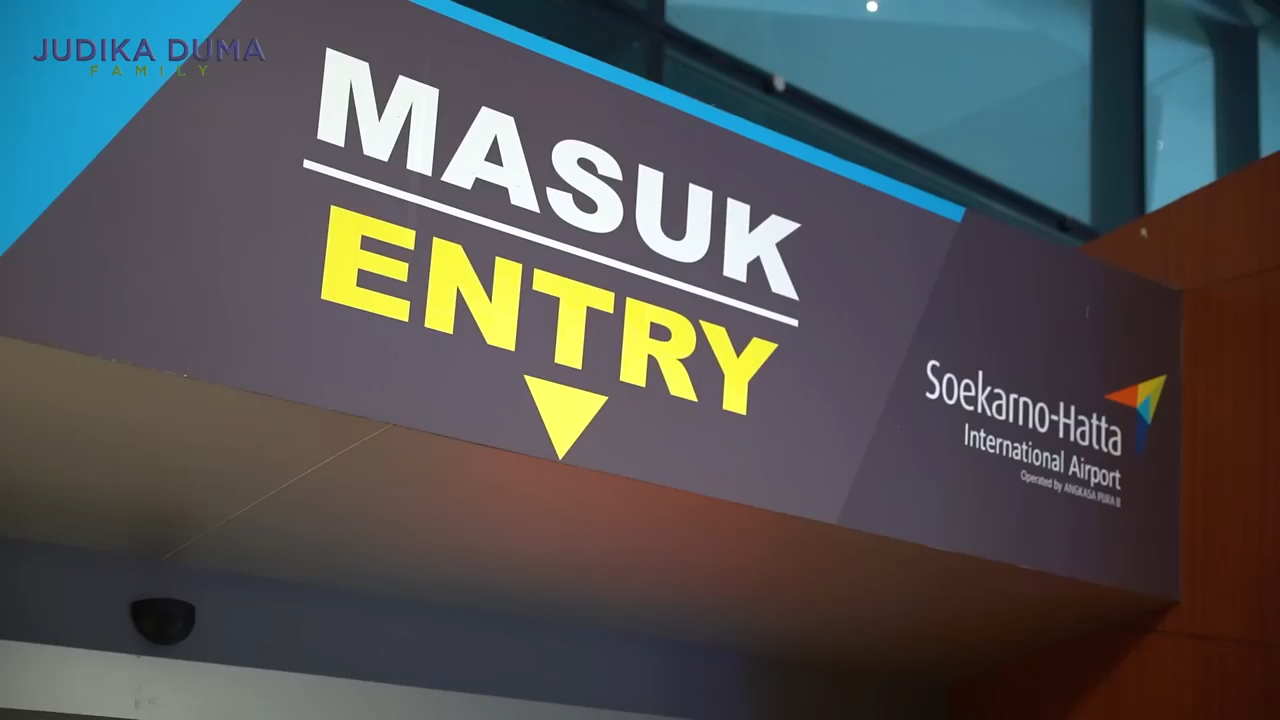 JUDIKA DUMA
FAMILY
MASUK
ENTRY
Soekarno-Hatta
International Airport
Operated by ANGKASA PURA II